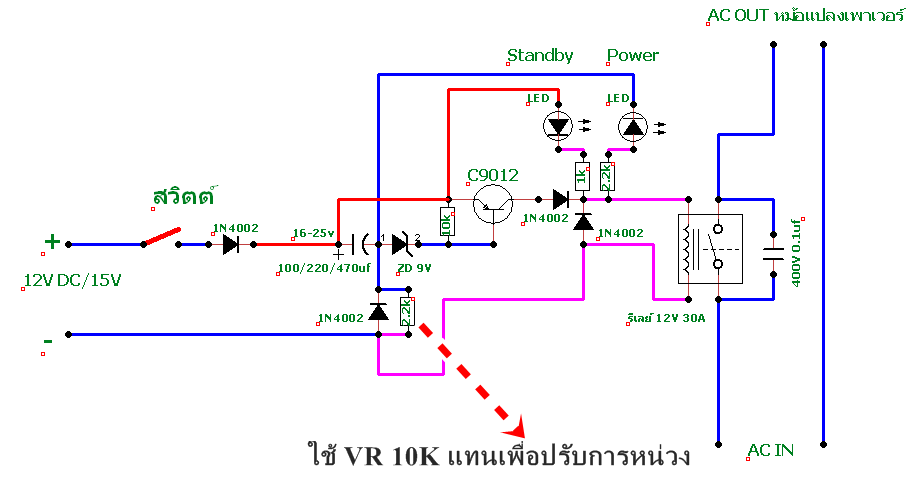 AC OUT หม้อแปลงเพาเวอร์
Standby
Power
LED
LED
C9012
1k
2.2k
สวิตต์
1N4002
10k
1N4002
+
16-25v
1N4002
400V 0.1uf
+
1
2
12V DC/15V
100/220/470uf
ZD 9V
1N4002
2.2k
รีเลย์ 12V 30A
-
ใช้ VR 10K แทนเพื่อปรับการหน่วง
AC IN